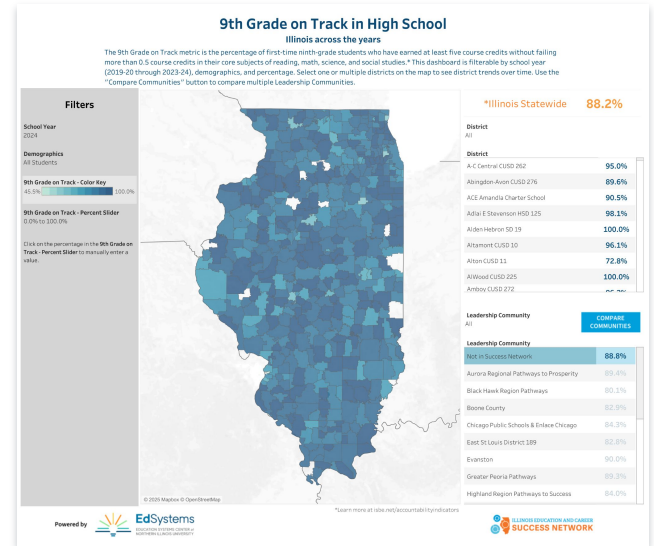 9th Grade on Track in High School
Illinois across the years
The 9th Grade on Track metric is the percentage of first-time ninth-grade students who have earned at least five course credits without failing
more than 0.5 course credits in their core subjects of reading, math, science, and social studies.* This dashboard is filterable by school year
(2019-20 through 2023-24), demographics, and percentage. Select one or multiple districts on the map to see district trends over time. Use the
"Compare Communities" button to compare multiple Leadership Communities.
Filters
School Year
2024
Demographics
All Students
9th Grade on Track - Color Key
45.5% 100.0%
9th Grade on Track - Percent Slider
0.0% to 100.0%
Click on the percentage in the 9th Grade on
Track - Percent Slider to manually enter a
value.
© 2025 Mapbox © OpenStreetMap
*Illinois Statewide 88.2%
District
All
District
A-C Central CUSD 262 95.0%
Abingdon-Avon CUSD 276 89.6%
ACE Amandla Charter School 90.5%
Adlai E Stevenson HSD 125 98.1%
Alden Hebron SD 19 100.0%
Altamont CUSD 10 96.1%
Alton CUSD 11 72.8%
AlWood CUSD 225 100.0%
Amboy CUSD 272
Leadership Community
All
COMPARE
COMMUNITIES
Leadership Community
Not in Success Network 88.8%
Aurora Regional Pathways to Prosperity 89.4%
Black Hawk Region Pathways 80.1%
Boone County 82.9%
Chicago Public Schools & Enlace Chicago 84.3%
East St Louis District 189 62.8%
Evanston 90.0%
Greater Peoria Pathways 89.3%
Highland Region Pathways to Success 84.0%
*Learn more at isbe.net/accountabilityindicators
Powered by
EdSystems
EDUCATION SYSTEMS CENTER at
NORTHERN ILLINOIS UNIVERSITY
ILLINOIS EDUCATION AND CAREER
SUCCESS NETWORK